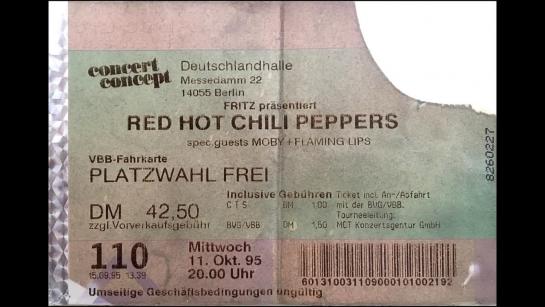 concert
concept
Deutschlandhalle
Messedamm 22
14055 Berlin
FRITZ präsentiert
RED HOT CHILI PEPPERS
spec.guests MOBY+FLAMING LIPS
VBB-Fahrkarte
PLATZWAHL FREI
Inclusive Gebühren Ticket incl. An-/Abfahrt
CTS DM 1.00 mit der BVG/VBB.
Tourneeleitung:
DM 42,50
zzgl.Vorverkaufsgebühr BVG/VBB DM 1,50 MCT Konzertsagentur GmbH
110 Mittwoch
11. Okt. 95
15.09.95 13.39 20.00 Uhr
601310031109000101002192
Umseitige Geschäftsbedingungen ungültig
8260227